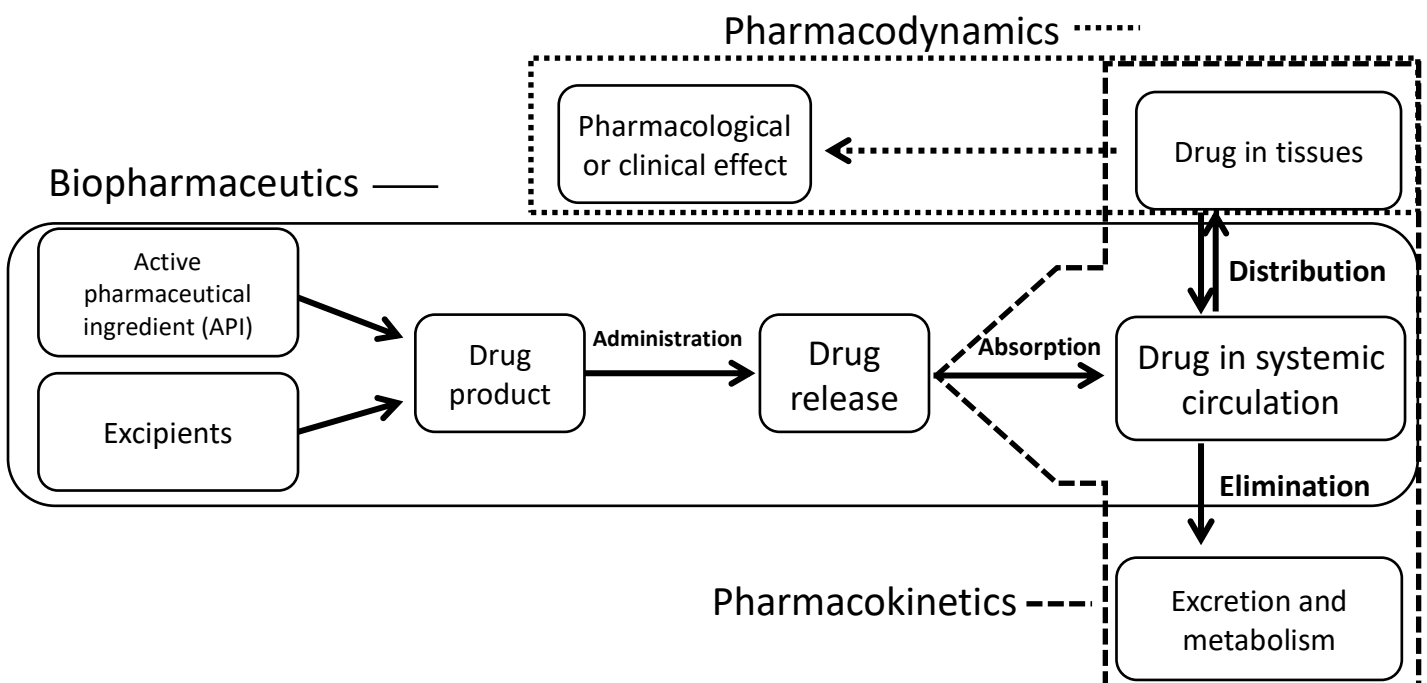 Pharmacodynamics
Pharmacological
or clinical effect
Drug in tissues
Biopharmaceutics
Active
pharmaceutical
ingredient (API)
Excipients
Drug
product
Administration
Drug
release
Absorption
Distribution
Drug in systemic
circulation
Elimination
Pharmacokinetics
Excretion and
metabolism